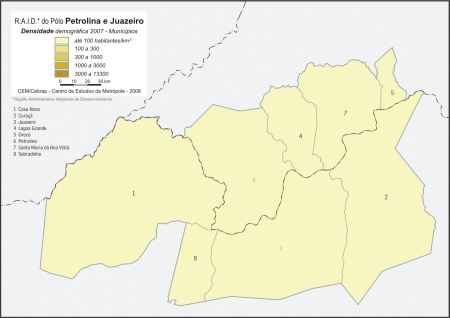 R.A.I.D.* do Pólo Petrolina e Juazeiro
Densidade demográfica 2007 - Municípios
até 100 habitantes/km²
100 a 300
300 a 1000
1000 a 3000
3000 a 13300
0 10 20 30 km
CEM/Cebrap - Centro de Estudos da Metrópole - 2008
* Região Administrativa Integrada de Desenvolvimento
1 Casa Nova
2 Curaçá
3 Juazeiro
4 Lagoa Grande
5 Orocó
6 Petrolina
7 Santa Maria da Boa Vista
8 Sobradinho
5
7
4
6
1
2
3
8